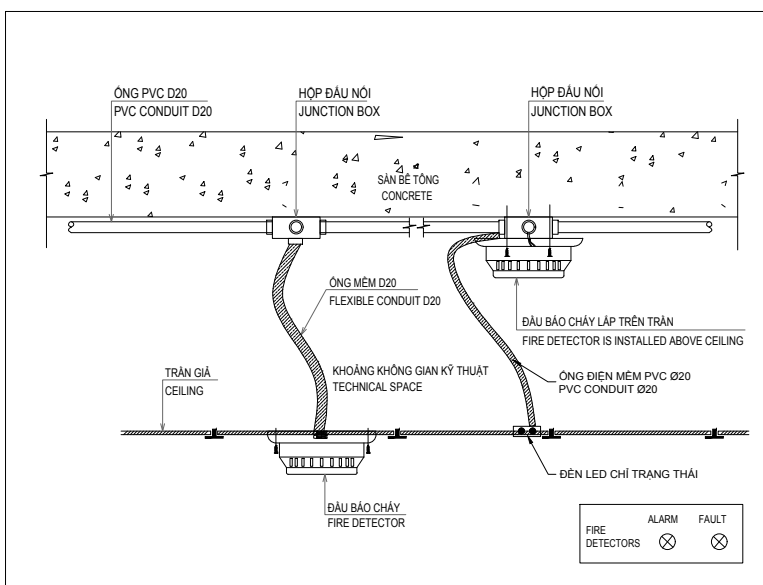 ỐNG PVC D20
PVC CONDUIT D20
HỘP ĐẤU NỐI
JUNCTION BOX
HỘP ĐẤU NỐI
JUNCTION BOX
SÀN BÊ TÔNG
CONCRETE
ỐNG MỀM D20
FLEXIBLE CONDUIT D20
ĐẦU BÁO CHÁY LẮP TRÊN TRẦN
FIRE DETECTOR IS INSTALLED ABOVE CEILING
TRẦN GIẢ
CEILING
KHOẢNG KHÔNG GIAN KỸ THUẬT
TECHNICAL SPACE
ỐNG ĐIỆN MỀM PVC Ø20
PVC CONDUIT Ø20
ĐÈN LED CHỈ TRẠNG THÁI
ĐẦU BÁO CHÁY
FIRE DETECTOR
ALARM FAULT
FIRE
DETECTORS